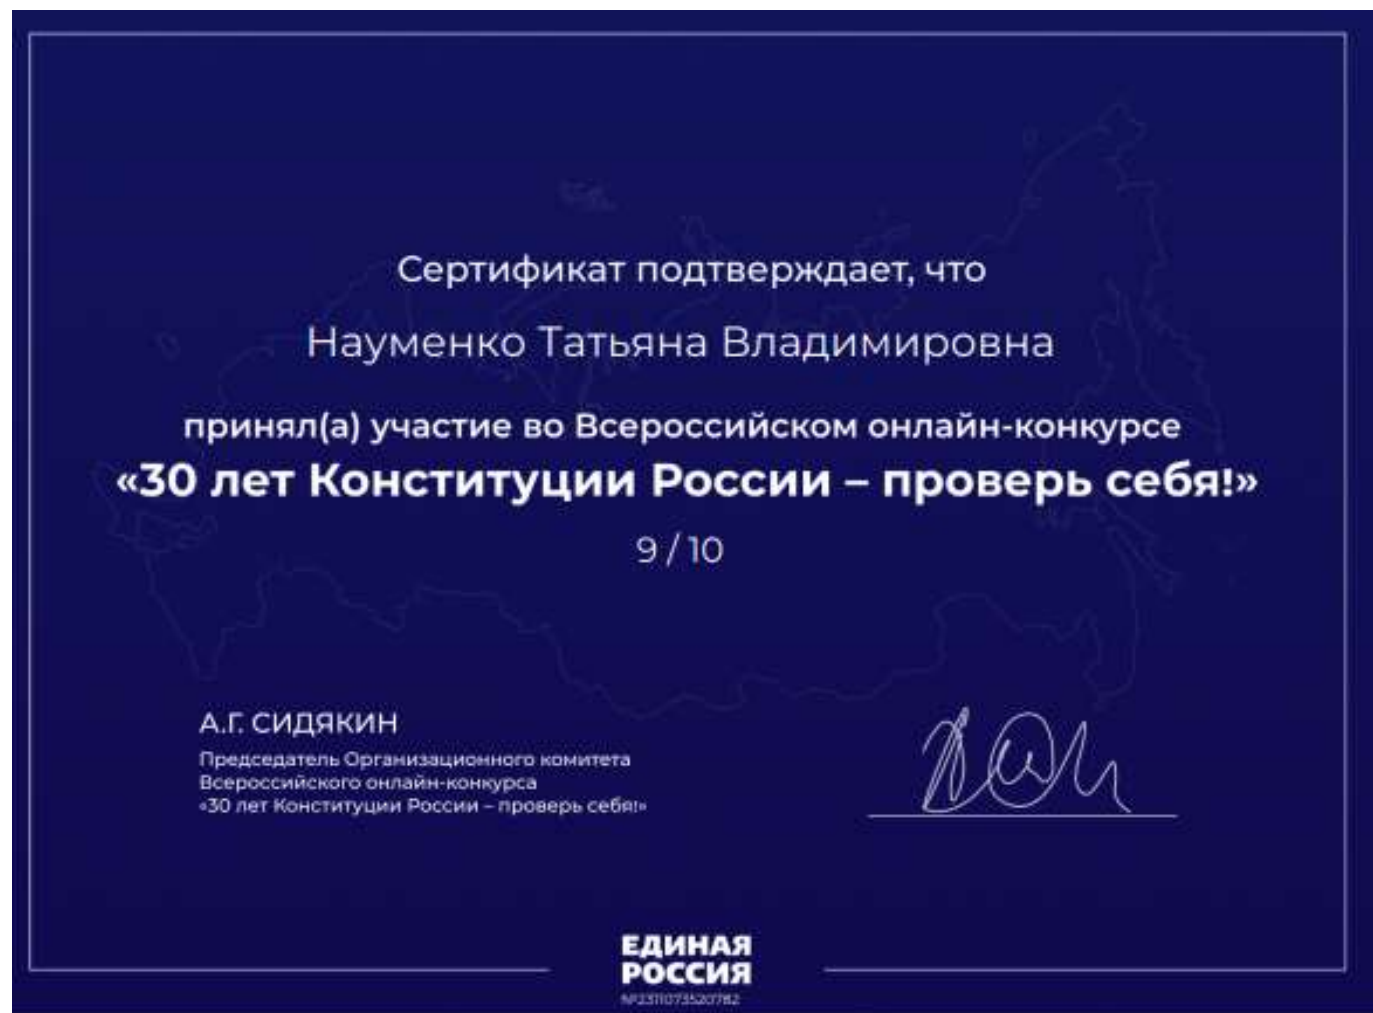 Сертификат подтверждает, что
Науменко Татьяна Владимировна
принял(а) участие во Всероссийском онлайн-конкурсе
«30 лет Конституции России – проверь себя!»
9 / 10
А.Г. СИДЯКИН
Председатель Организационного комитета
Всероссийского онлайн-конкурса
«30 лет Конституции России – проверь себя!»
ЕДИНАЯ
РОССИЯ
№2311073520782